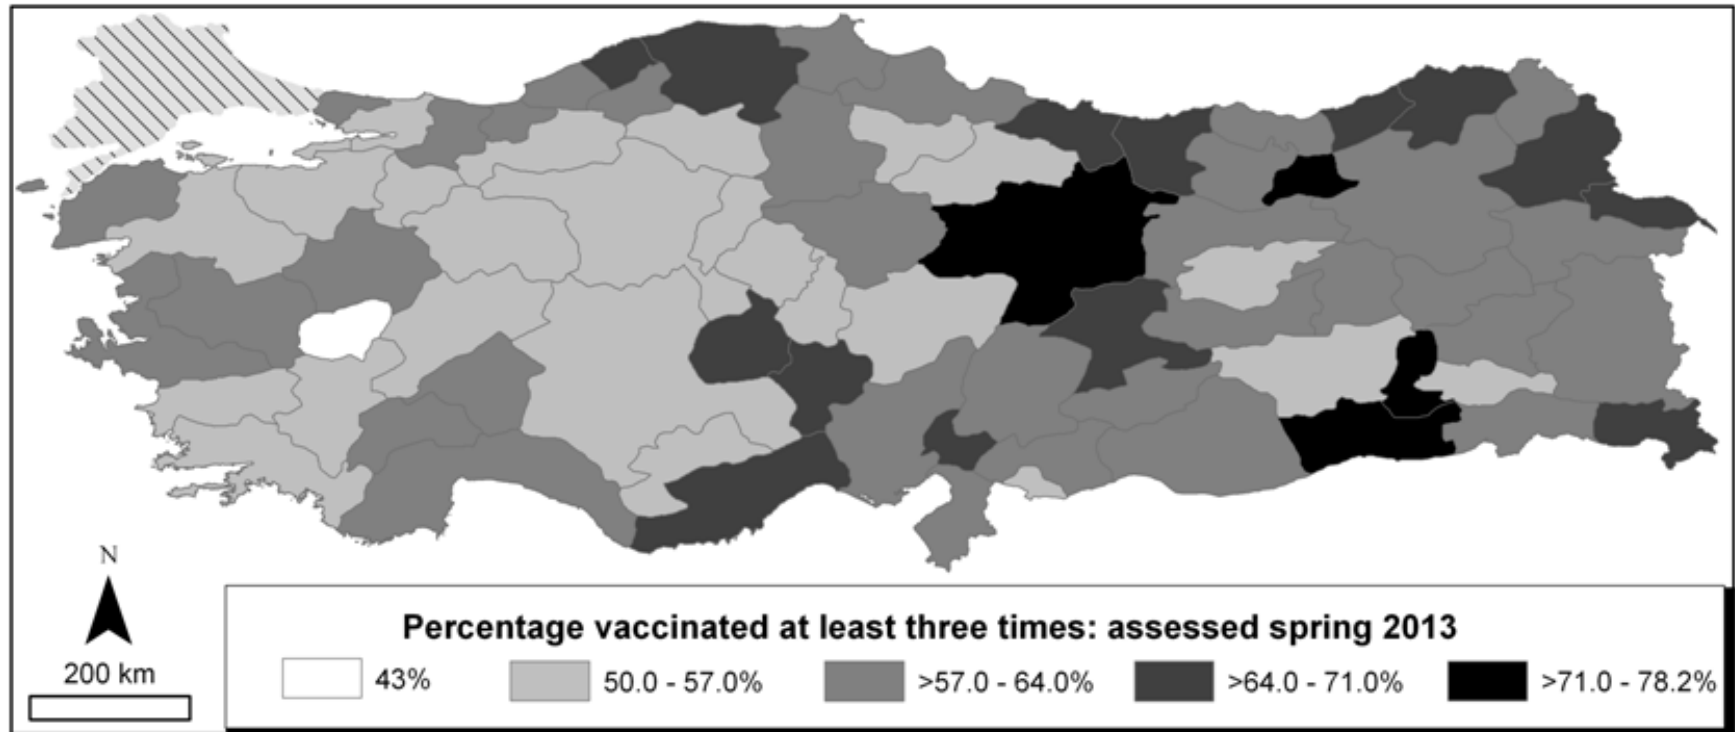 N
200 km
Percentage vaccinated at least three times: assessed spring 2013
43%
50.0 - 57.0%
>57.0 - 64.0%
>64.0 - 71.0%
>71.0 - 78.2%